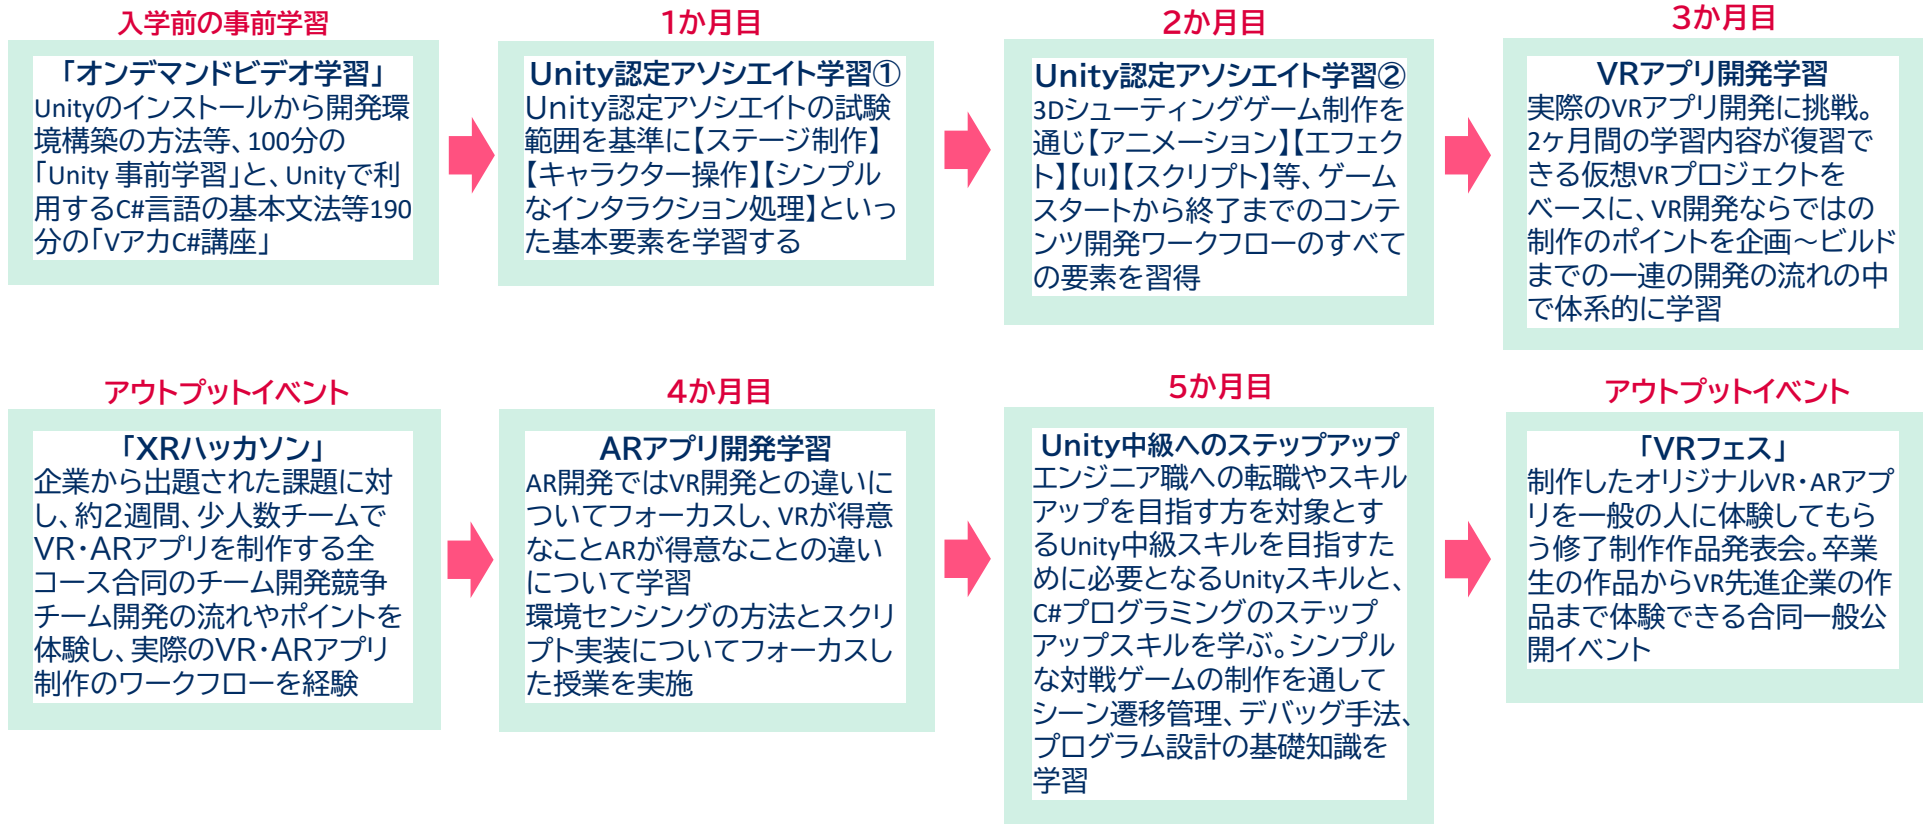 入学前の事前学習
「オンデマンドビデオ学習」
Unityのインストールから開発環
境構築の方法等、100分の
「Unity 事前学習」と、Unityで利
用するC#言語の基本文法等190
分の「VアカC#講座」
1か月目
Unity認定アソシエイト学習①
Unity認定アソシエイトの試験
範囲を基準に【ステージ制作】
【キャラクター操作】【シンプル
なインタラクション処理】といっ
た基本要素を学習する
2か月目
Unity認定アソシエイト学習②
3Dシューティングゲーム制作を
通じ【アニメーション】【エフェク
ト】【UI】【スクリプト】等、ゲーム
スタートから終了までのコンテ
ンツ開発ワークフローのすべて
の要素を習得
3か月目
VRアプリ開発学習
実際のVRアプリ開発に挑戦。
2ヶ月間の学習内容が復習で
きる仮想VRプロジェクトを
ベースに、VR開発ならではの
制作のポイントを企画～ビルド
までの一連の開発の流れの中
で体系的に学習
アウトプットイベント
「XRハッカソン」
企業から出題された課題に対
し、約2週間、少人数チームで
VR・ARアプリを制作する全
コース合同のチーム開発競争
チーム開発の流れやポイントを
体験し、実際のVR・ARアプリ
制作のワークフローを経験
4か月目
ARアプリ開発学習
AR開発ではVR開発との違いに
ついてフォーカスし、VRが得意
なことARが得意なことの違い
について学習
環境センシングの方法とスクリ
プト実装についてフォーカスし
た授業を実施
5か月目
Unity中級へのステップアップ
エンジニア職への転職やスキル
アップを目指す方を対象とす
るUnity中級スキルを目指すた
めに必要となるUnityスキルと、
C#プログラミングのステップ
アップスキルを学ぶ。シンプル
な対戦ゲームの制作を通して
シーン遷移管理、デバッグ手法、
プログラム設計の基礎知識を
学習
アウトプットイベント
「VRフェス」
制作したオリジナルVR・ARアプ
リを一般の人に体験してもら
う修了制作作品発表会。卒業
生の作品からVR先進企業の作
品まで体験できる合同一般公
開イベント